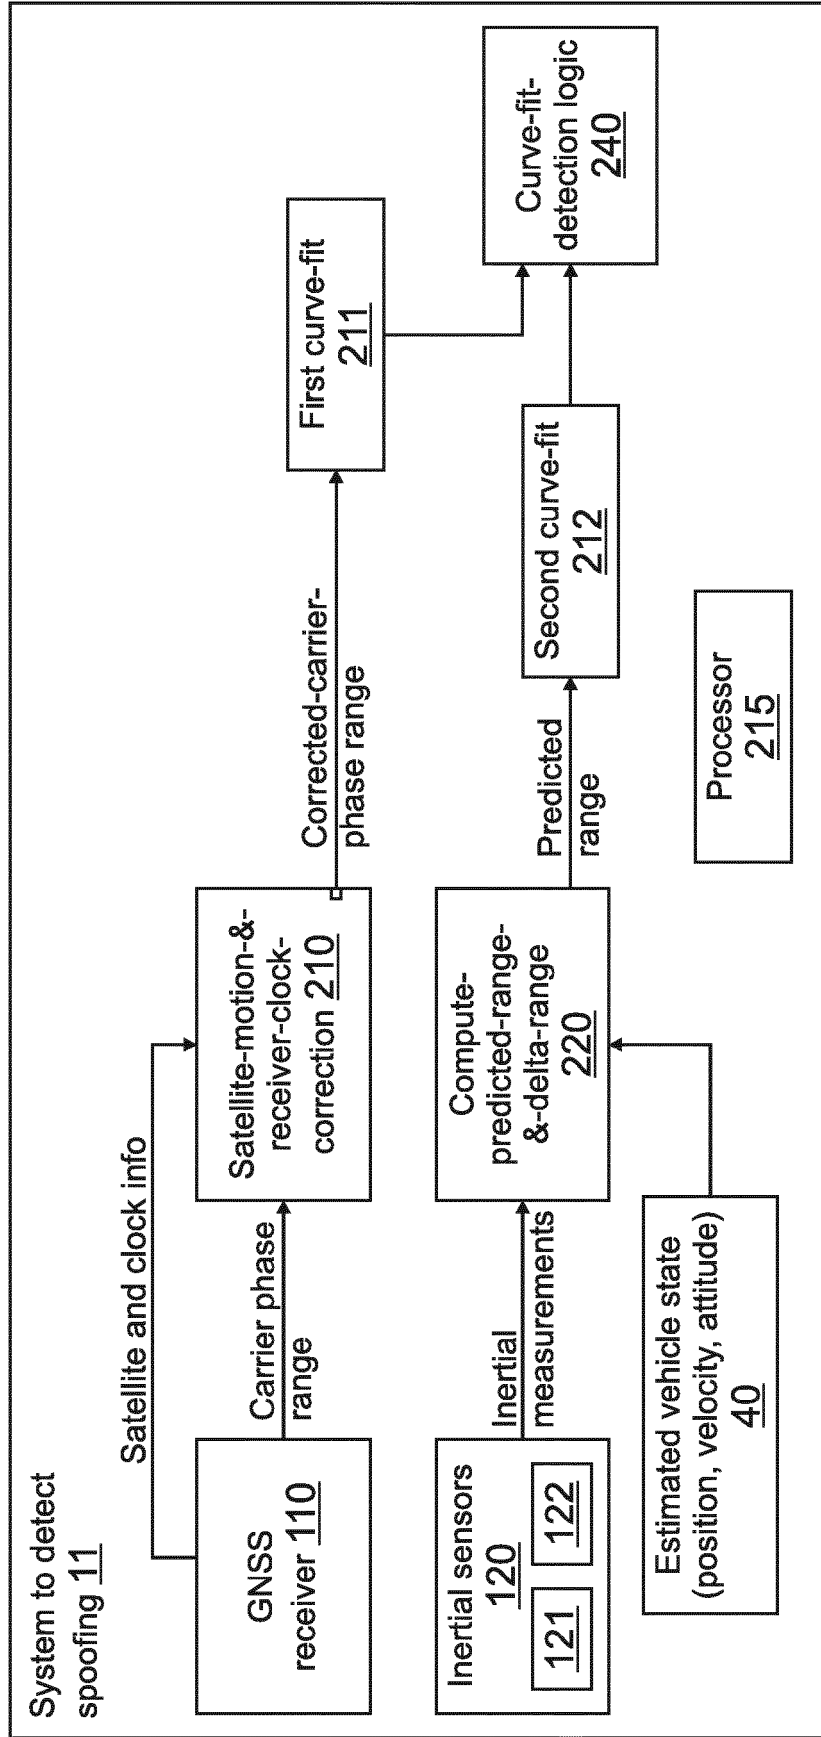 System to detect
spoofing 11
Satellite and clock info
GNSS
receiver 110
Carrier phase
range
Satellite-motion-&-
receiver-clock-
correction 210
Corrected-carrier-
phase range
First curve-fit
211
Inertial sensors
120
121
122
Inertial
measurements
Compute-
predicted-range-
&-delta-range
220
Predicted
range
Second curve-fit
212
Curve-fit-
detection logic
240
Estimated vehicle state
(position, velocity, attitude)
40
Processor
215